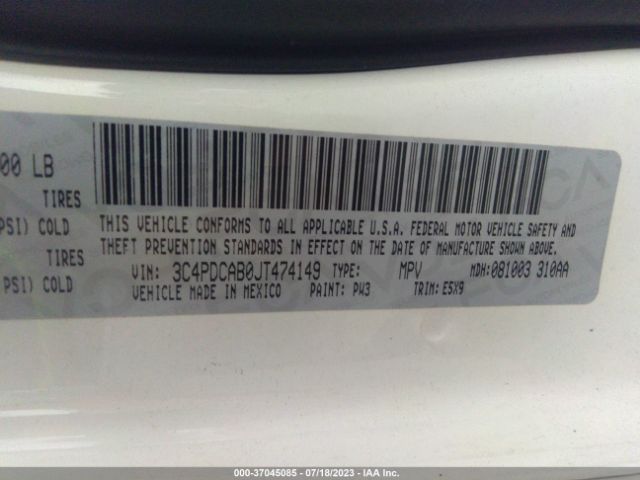 00 LB
TIRES
PSI) COLD
TIRES
PSI) COLD
THIS VEHICLE CONFORMS TO ALL APPLICABLE U.S.A. FEDERAL MOTOR VEHICLE SAFETY AND
THEFT PREVENTION STANDARDS IN EFFECT ON THE DATE OF MANUFACTURE SHOWN ABOVE.
VIN: 3C4PDCAB0JT474149 TYPE: MPV MDH:081003 310AA
VEHICLE MADE IN MEXICO PAINT: PW3 TRIM: E5X9
000-37045085 - 07/18/2023 - IAA Inc.